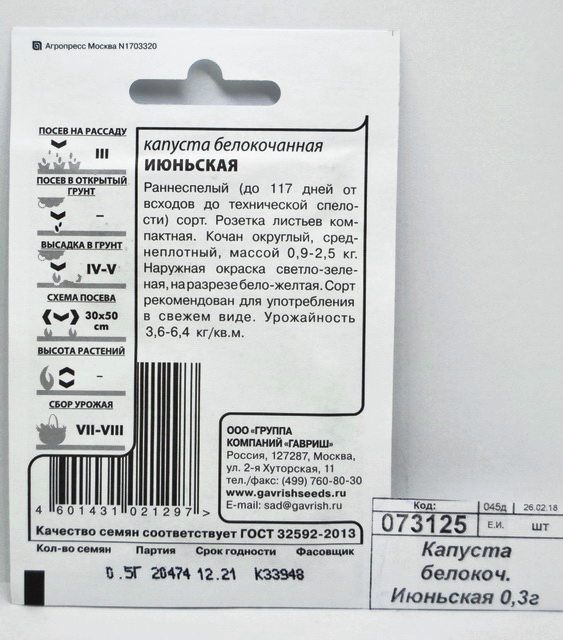 Агропресс Москва N1703320
ПОСЕВ НА РАССАДУ
III
ПОСЕВ В ОТКРЫТЫЙ
ГРУНТ
–
ВЫСАДКА В ГРУНТ
IV-V
СХЕМА ПОСЕВА
30x50
cm
ВЫСОТА РАСТЕНИЙ
–
СБОР УРОЖАЯ
VII-VIII
капуста белокочанная
ИЮНЬСКАЯ
Раннеспелый (до 117 дней от
всходов до технической спело-
сти) сорт. Розетка листьев ком-
пактная. Кочан округлый, сред-
неплотный, массой 0,9-2,5 кг.
Наружная окраска светло-зеле-
ная, на разрезе бело-желтая. Сорт
рекомендован для употребления
в свежем виде. Урожайность
3,6-6,4 кг/кв.м.
ООО «ГРУППА
КОМПАНИЙ «ГАВРИШ»
Россия, 127287, Москва,
ул. 2-я Хуторская, 11
тел./факс: (499) 760-80-30
www.gavrishseeds.ru
E-mail: sad@gavrish.ru
4 601431 021297 >
Качество семян соответствует ГОСТ 32592-2013
Кол-во семян Партия Срок годности Фасовщик
0.5Г 20474 12.21 К33948
Код: 045д 26.02.18
073125 Е.И. шт
Капуста
белокоч.
Июньская 0,3г